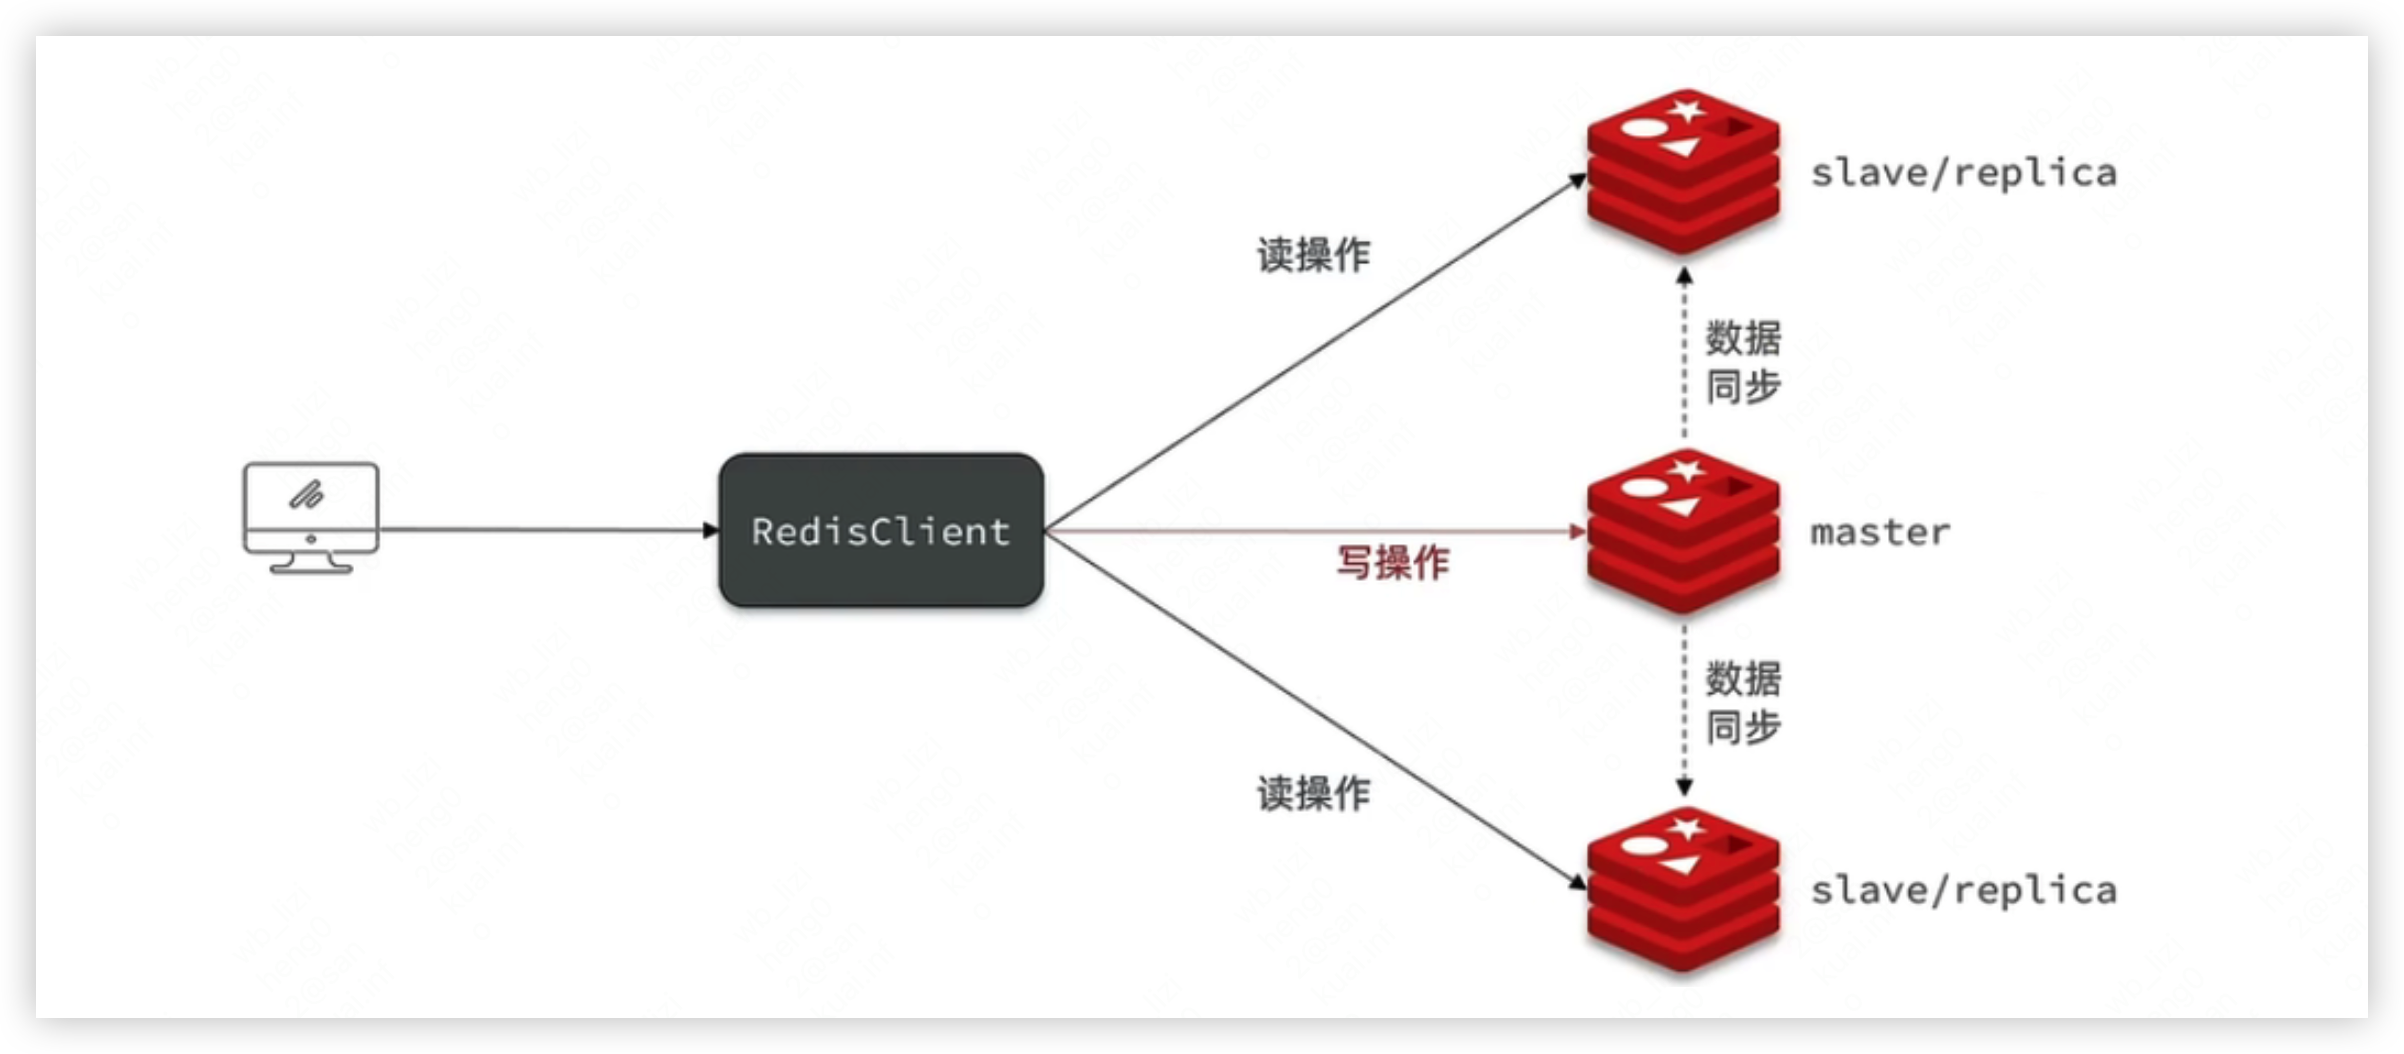 slave/replica
读操作
数据
同步
RedisClient
master
写操作
数据
同步
读操作
slave/replica